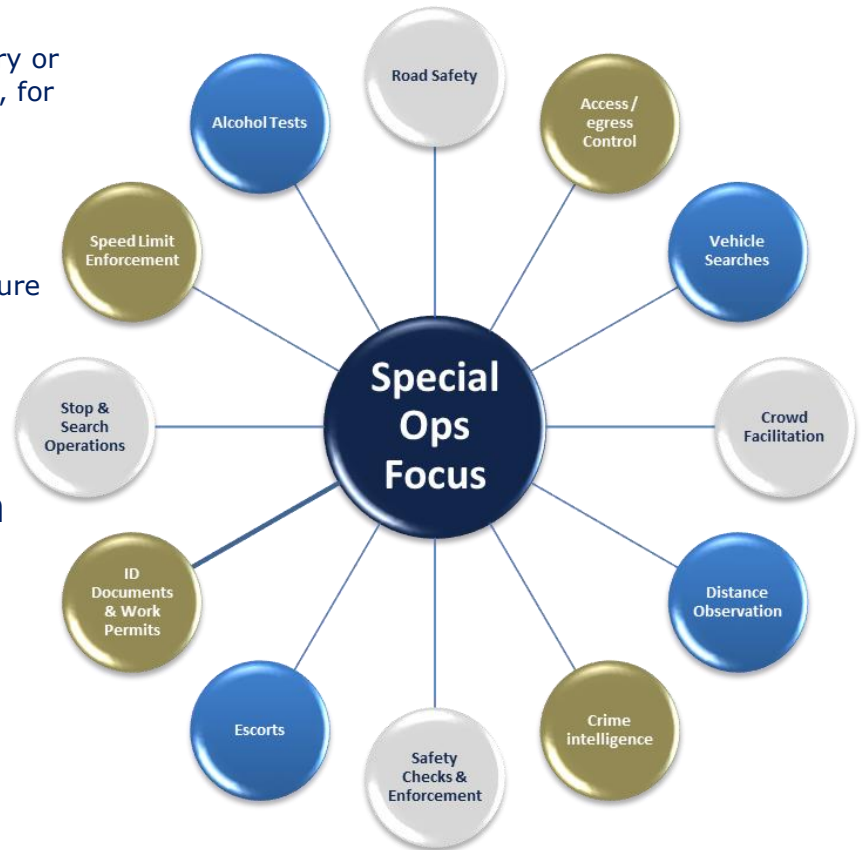 ry or
, for
ure
Road Safety
Access /
egress
Control
Vehicle
Searches
Crowd
Facilitation
Distance
Observation
Crime
intelligence
Safety
Checks &
Enforcement
Escorts
ID
Documents
& Work
Permits
Stop &
Search
Operations
Speed Limit
Enforcement
Alcohol Tests
Special
Ops
Focus